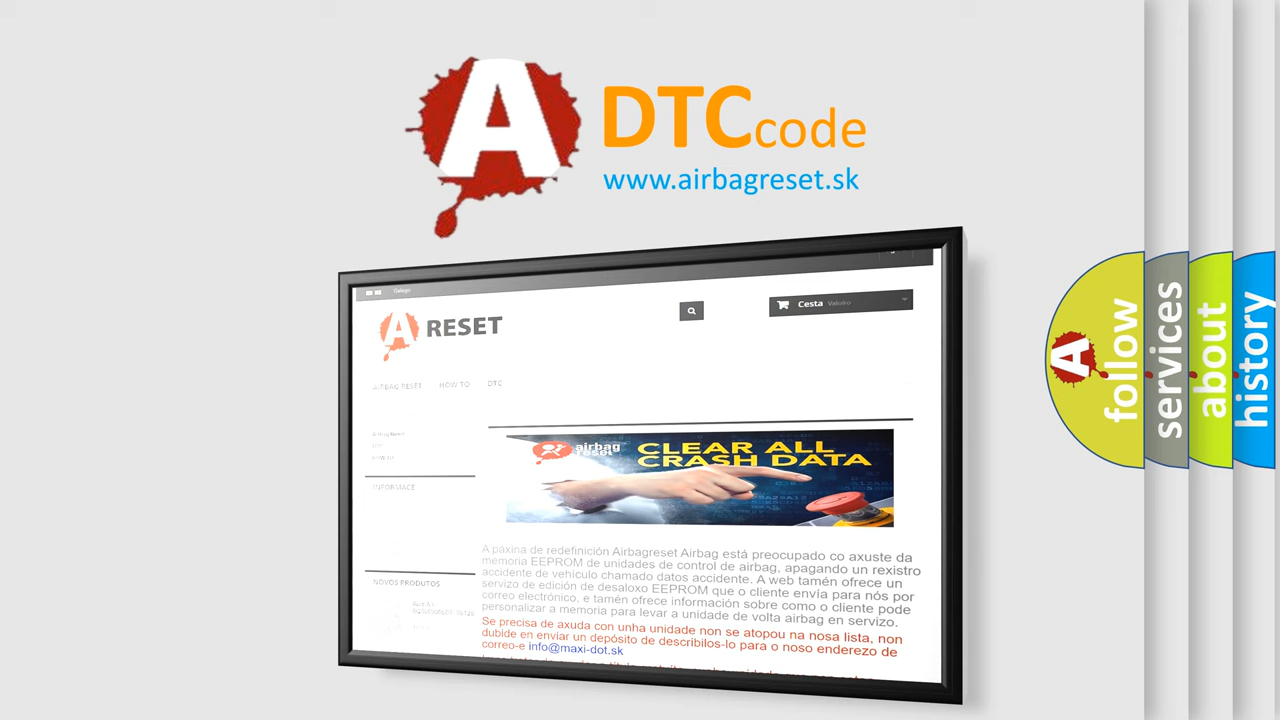 A
DTCcode
www.airbagreset.sk
Galego
A RESET
Cesta Valeiro
AIRBAG RESET HOW TO DTC
INFORMACE
NOVOS PRODUTOS
airbag
reset
CLEAR ALL
CRASH DATA
A páxina de redefinición Airbagreset Airbag está preocupado co axuste da
memoria EEPROM de unidades de control de airbag, apagando un rexistro
accidente de vehículo chamado datos accidente. A web tamén ofrece un
servizo de edición de desaloxo EEPROM que o cliente envía para nós por
correo electrónico, e tamén ofrece información sobre como o cliente pode
personalizar a memoria para levar a unidade de volta airbag en servizo.
Se precisa de axuda con unha unidade non se atopou na nosa lista, non
dubide en enviar un depósito de describilos-lo para o noso enderezo de
correo-e info@maxi-dot.sk
A
follow
services
about
history